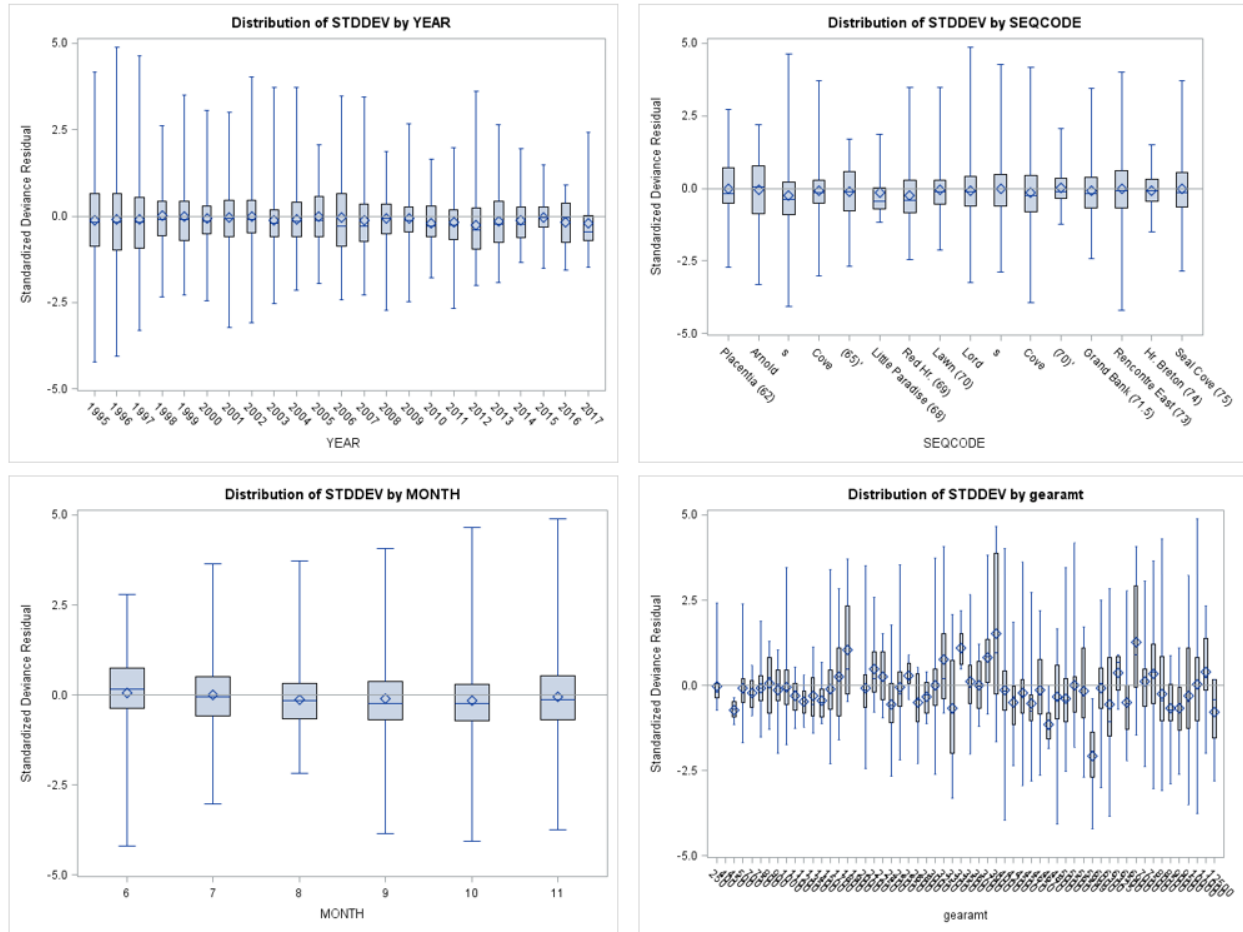 Distribution of STDDEV by YEAR
Standardized Deviance Residual
5.0
2.5
0.0
-2.5
-5.0
1995 1996 1997 1998 1999 2000 2001 2002 2003 2004 2005 2006 2007 2008 2009 2010 2011 2012 2013 2014 2015 2016 2017
YEAR
Distribution of STDDEV by SEQCODE
Standardized Deviance Residual
5.0
2.5
0.0
-2.5
-5.0
Placentia (62)
Arnold
s
Cove
(65)'
Little Paradise (68)
Red Hr. (69)
Lawn (70)
Lord
s
Cove
(70)'
Grand Bank (71.5)
Rencontre East (73)
Hr. Breton (74)
Seal Cove (75)
SEQCODE
Distribution of STDDEV by MONTH
Standardized Deviance Residual
5.0
2.5
0.0
-2.5
-5.0
6 7 8 9 10 11
MONTH
Distribution of STDDEV by gearamt
Standardized Deviance Residual
5.0
2.5
0.0
-2.5
-5.0
gearamt